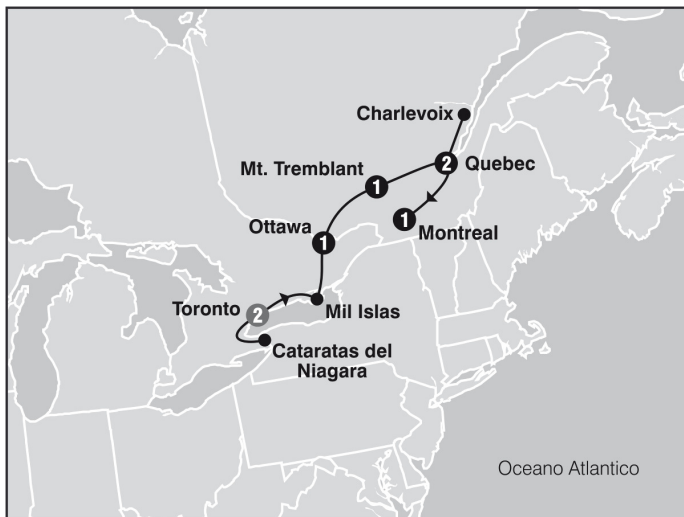 Charlevoix
2 Quebec
Mt. Tremblant
1
1
Montreal
Ottawa
1
Toronto 2
Mil Islas
Cataratas del
Niagara
Oceano Atlantico